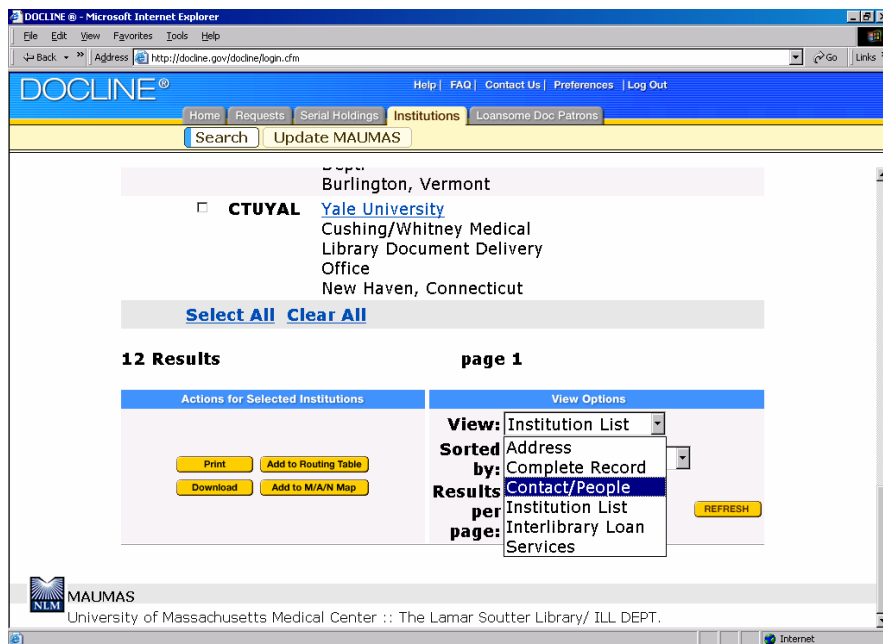 DOCLINE ® - Microsoft Internet Explorer
File Edit View Favorites Tools Help
Back » Address http://docline.gov/docline/login.cfm Go Links
DOCLINE® Help | FAQ | Contact Us | Preferences | Log Out
Home Requests Serial Holdings Institutions Loansome Doc Patrons
Search Update MAUMAS
Burlington, Vermont
CTUYAL Yale University
Cushing/Whitney Medical
Library Document Delivery
Office
New Haven, Connecticut
Select All Clear All
12 Results page 1
Actions for Selected Institutions View Options
View: Institution List
Sorted Address
by: Complete Record
Print Add to Routing Table
Download Add to M/A/N Map
Results Contact/People
per Institution List REFRESH
page: Interlibrary Loan
Services
NLM MAUMAS
University of Massachusetts Medical Center :: The Lamar Soutter Library/ ILL DEPT.
Internet